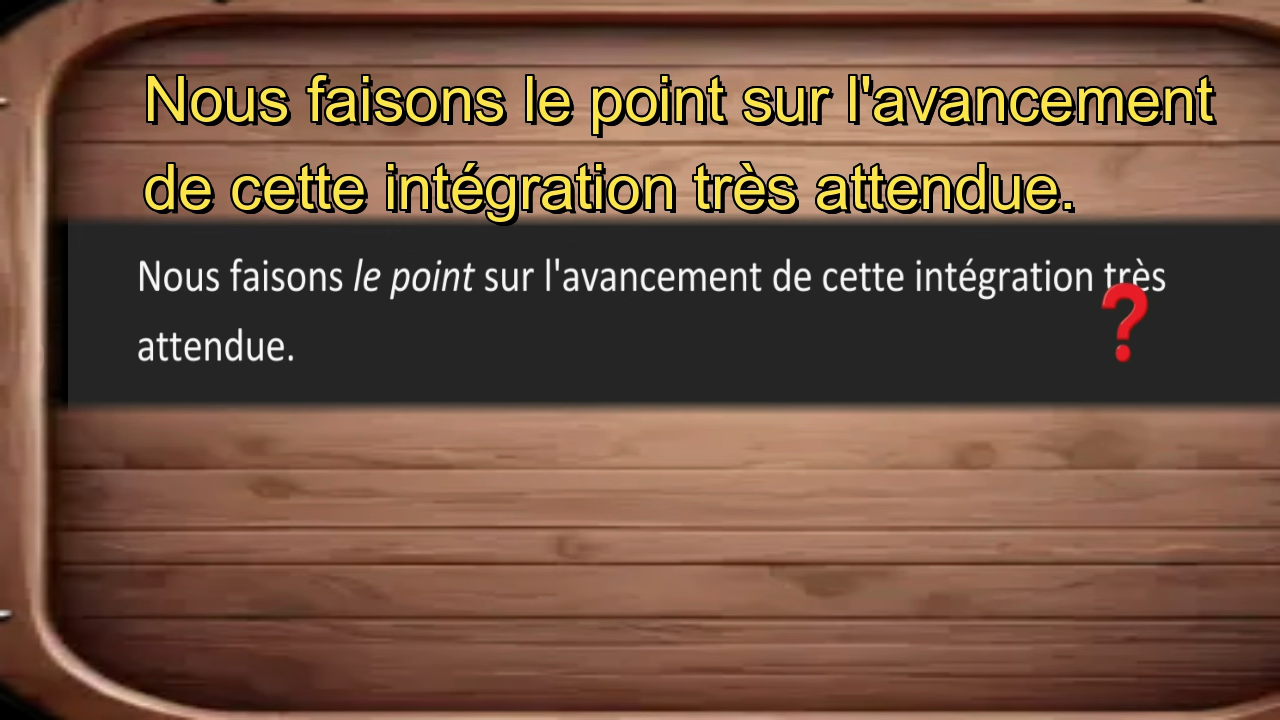 Nous faisons le point sur l'avancement
de cette intégration très attendue.
Nous faisons le point sur l'avancement de cette intégration très
attendue.
❓